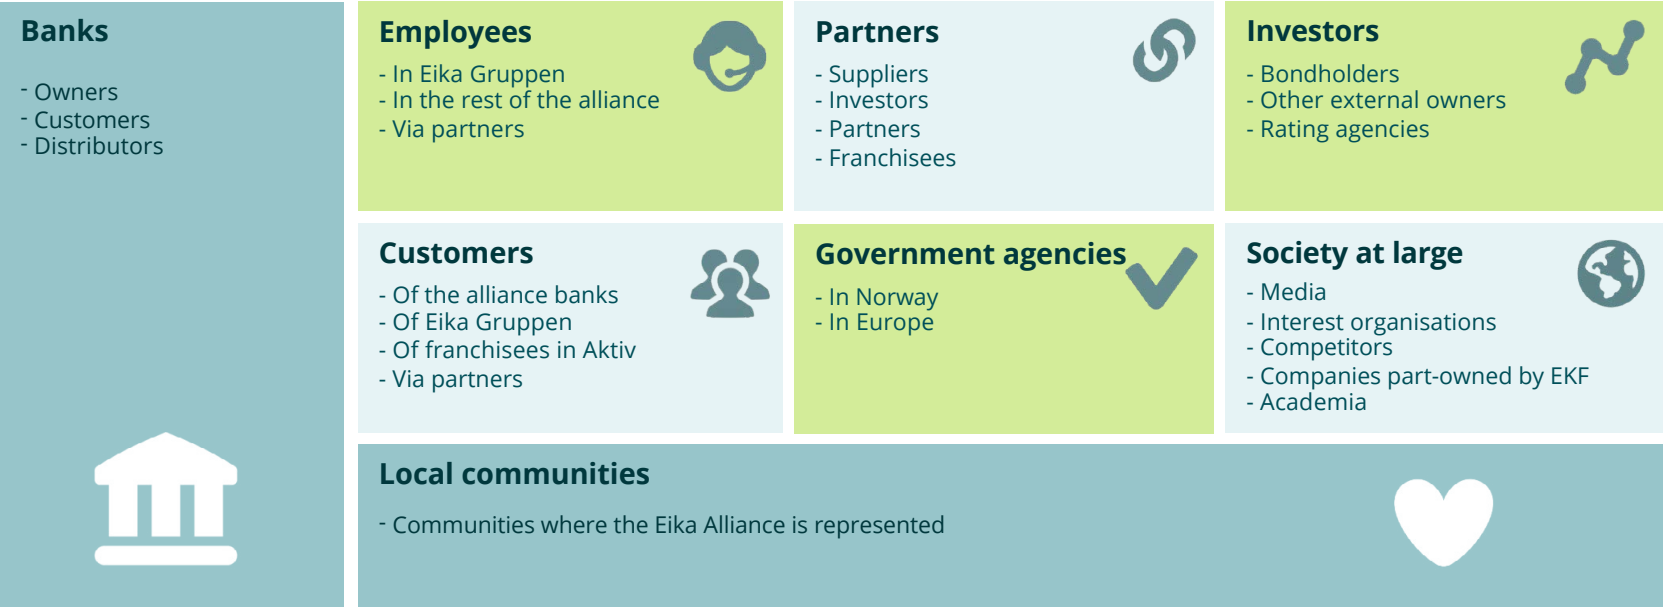 Banks
- Owners
- Customers
- Distributors
Employees
- In Eika Gruppen
- In the rest of the alliance
- Via partners
Partners
- Suppliers
- Investors
- Partners
- Franchisees
Investors
- Bondholders
- Other external owners
- Rating agencies
Customers
- Of the alliance banks
- Of Eika Gruppen
- Of franchisees in Aktiv
- Via partners
Government agencies
- In Norway
- In Europe
Society at large
- Media
- Interest organisations
- Competitors
- Companies part-owned by EKF
- Academia
Local communities
- Communities where the Eika Alliance is represented